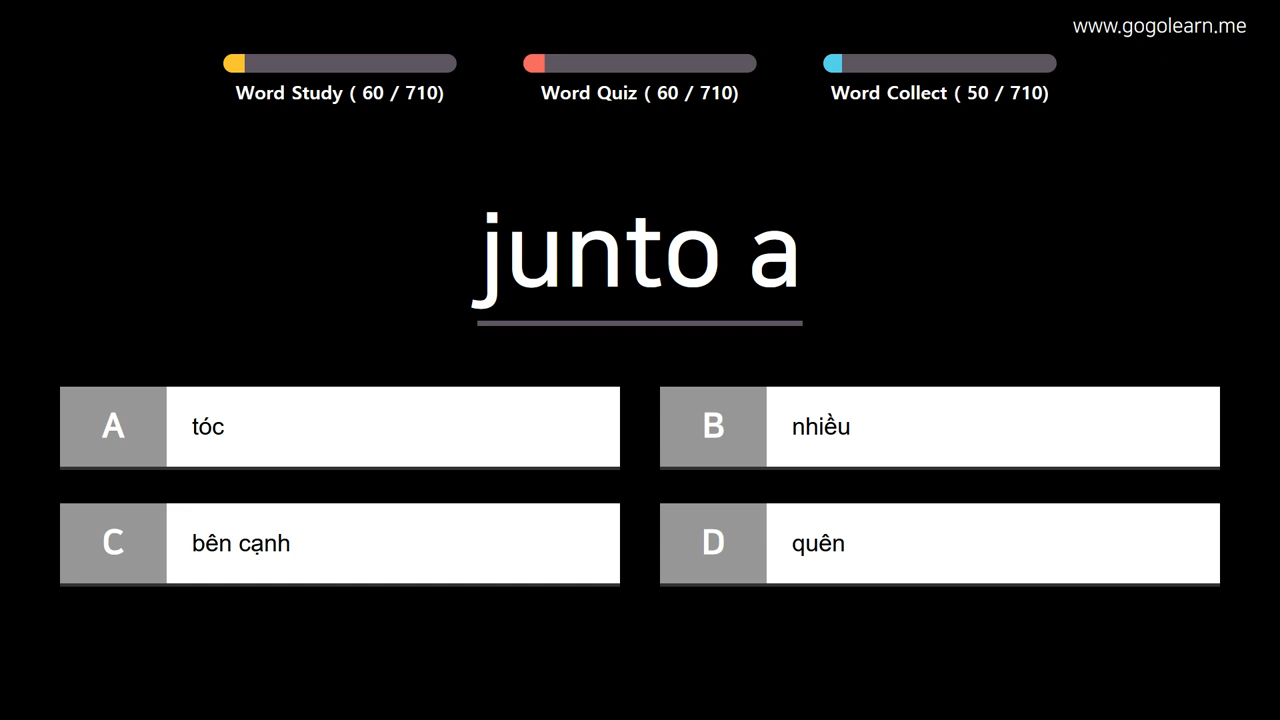 www.gogolearn.me
Word Study ( 60 / 710)
Word Quiz ( 60 / 710)
Word Collect ( 50 / 710)
junto a
A
tóc
B
nhiều
C
bên cạnh
D
quên